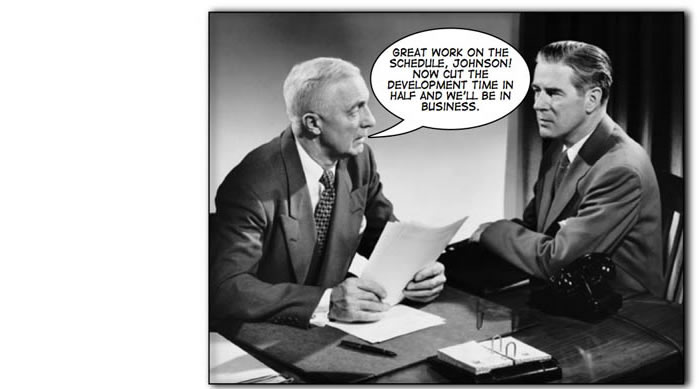 GREAT WORK ON THE
SCHEDULE, JOHNSON!
NOW CUT THE
DEVELOPMENT TIME IN
HALF AND WE'LL BE IN
BUSINESS.